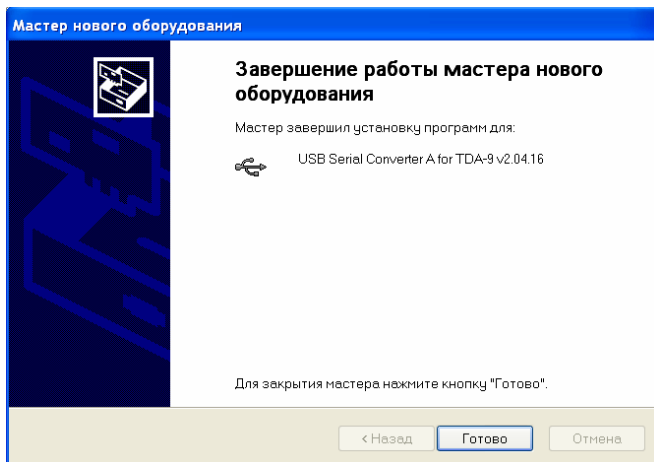 Мастер нового оборудования
Завершение работы мастера нового
оборудования
Мастер завершил установку программ для:
USB Serial Converter A for TDA-9 v2.04.16
Для закрытия мастера нажмите кнопку "Готово".
< Назад
Готово
Отмена